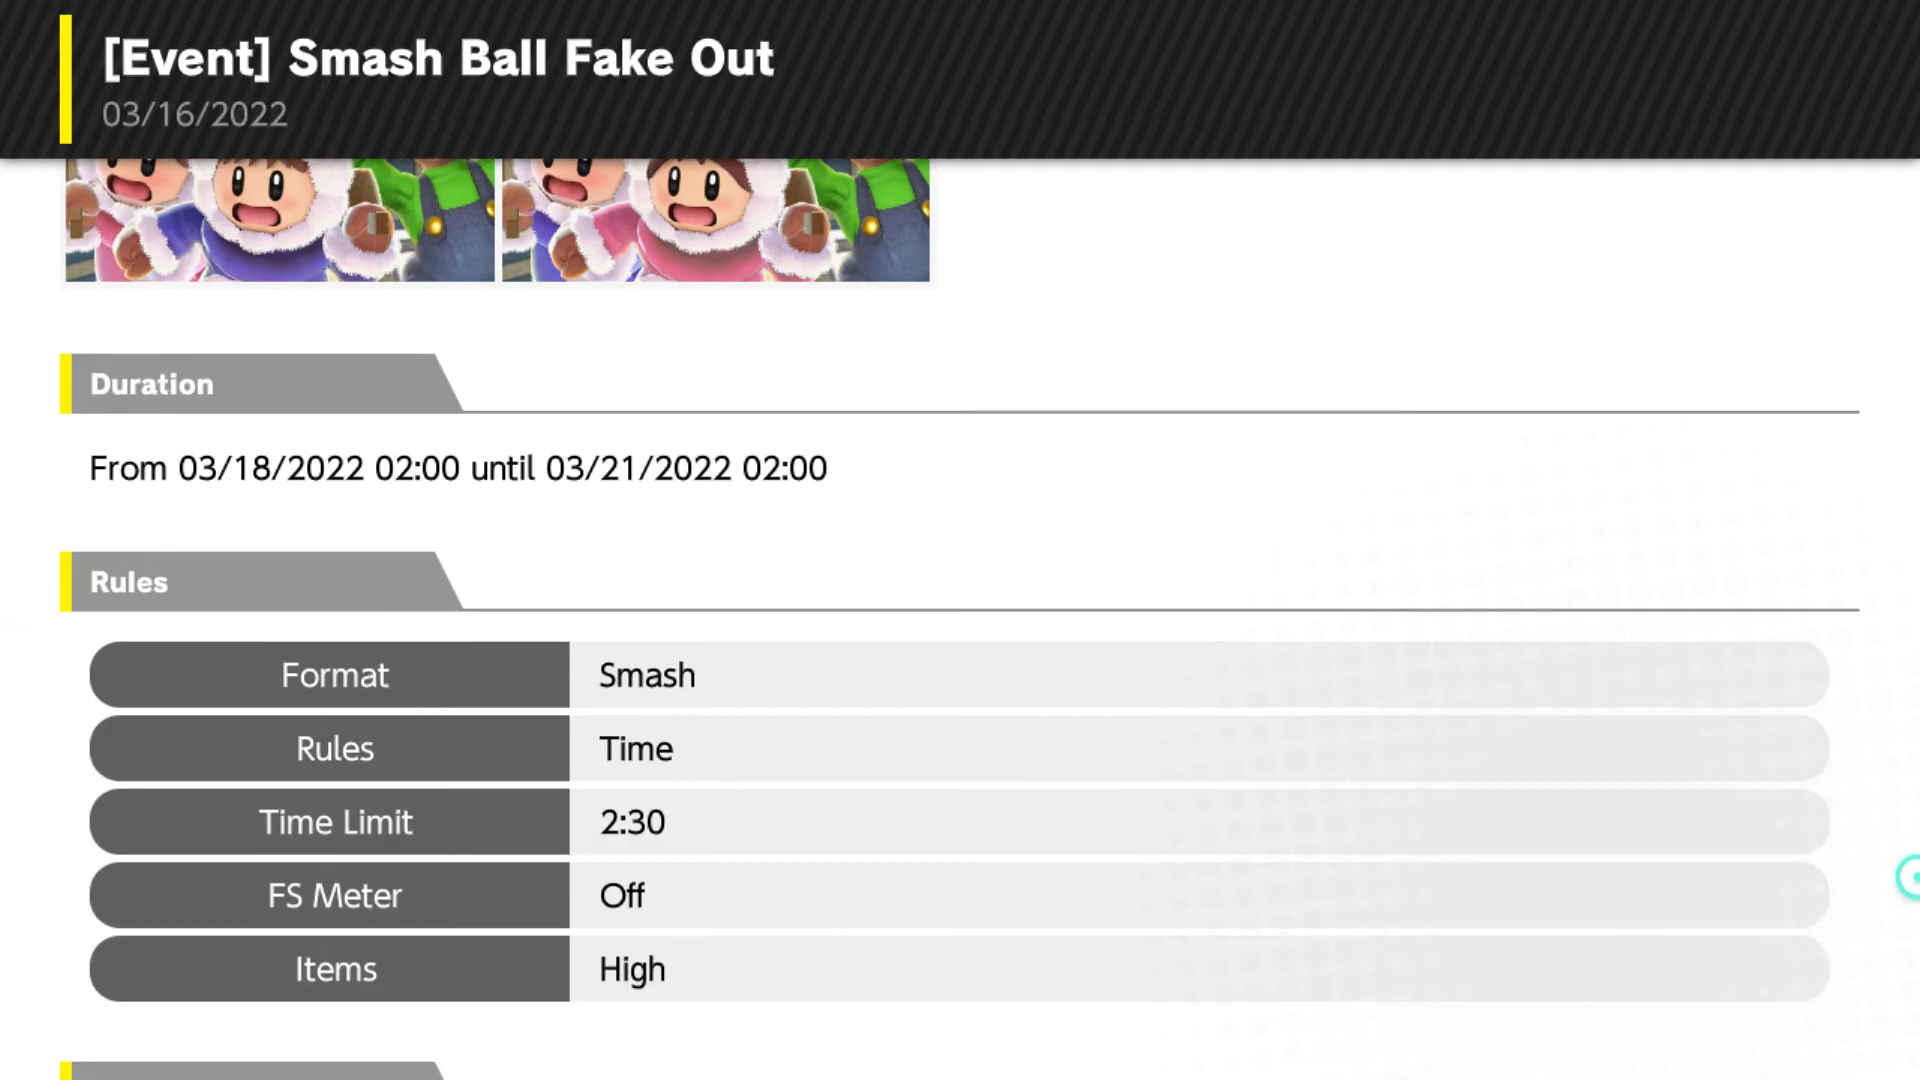 [Event] Smash Ball Fake Out
03/16/2022
Duration
From 03/18/2022 02:00 until 03/21/2022 02:00
Rules
Format Smash
Rules Time
Time Limit 2:30
FS Meter Off
Items High